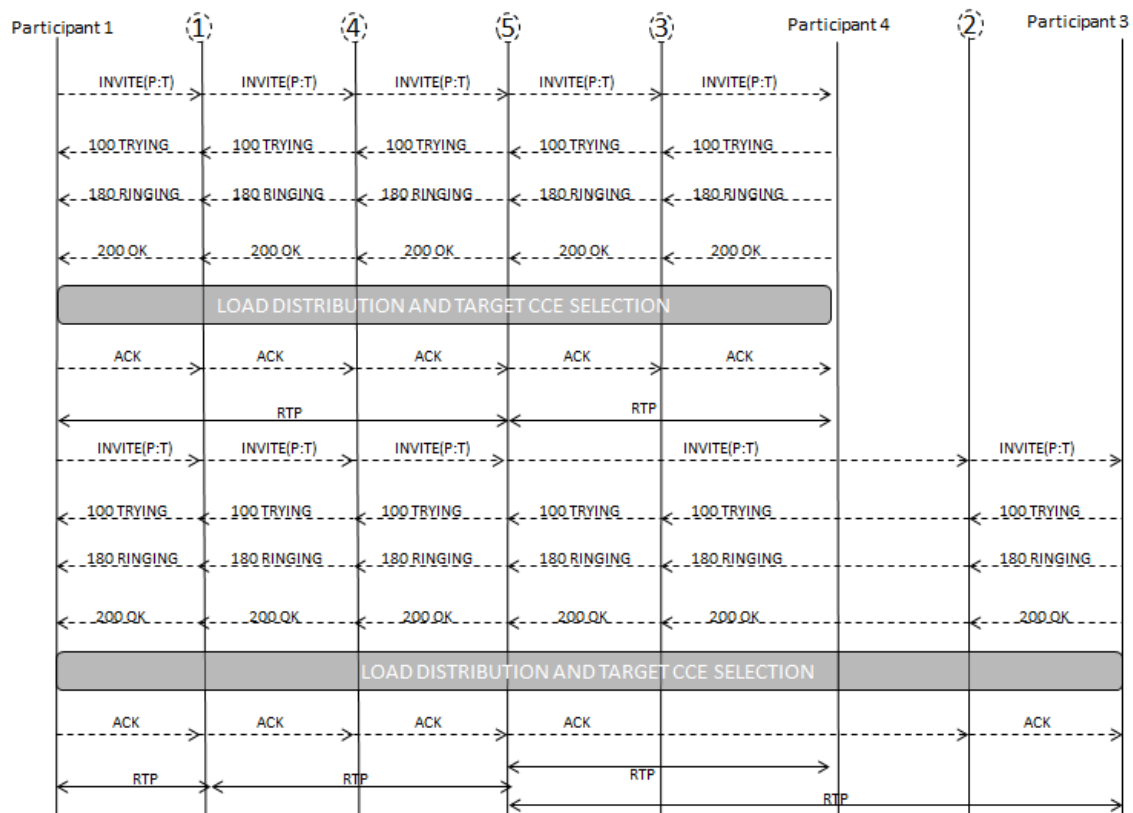 Participant 1 1 4 5 3 Participant 4 2 Participant 3
INVITE(P:T) INVITE(P:T) INVITE(P:T) INVITE(P:T) INVITE(P:T)
100 TRYING 100 TRYING 100 TRYING 100 TRYING 100 TRYING
180 RINGING 180 RINGING 180 RINGING 180 RINGING 180 RINGING
200 OK 200 OK 200 OK 200 OK 200 OK
LOAD DISTRIBUTION AND TARGET CCE SELECTION
ACK ACK ACK ACK ACK
RTP RTP
INVITE(P:T) INVITE(P:T) INVITE(P:T) INVITE(P:T) INVITE(P:T)
100 TRYING 100 TRYING 100 TRYING 100 TRYING 100 TRYING 100 TRYING
180 RINGING 180 RINGING 180 RINGING 180 RINGING 180 RINGING 180 RINGING
200 OK 200 OK 200 OK 200 OK 200 OK 200 OK
LOAD DISTRIBUTION AND TARGET CCE SELECTION
ACK ACK ACK ACK ACK
RTP RTP RTP
RTP